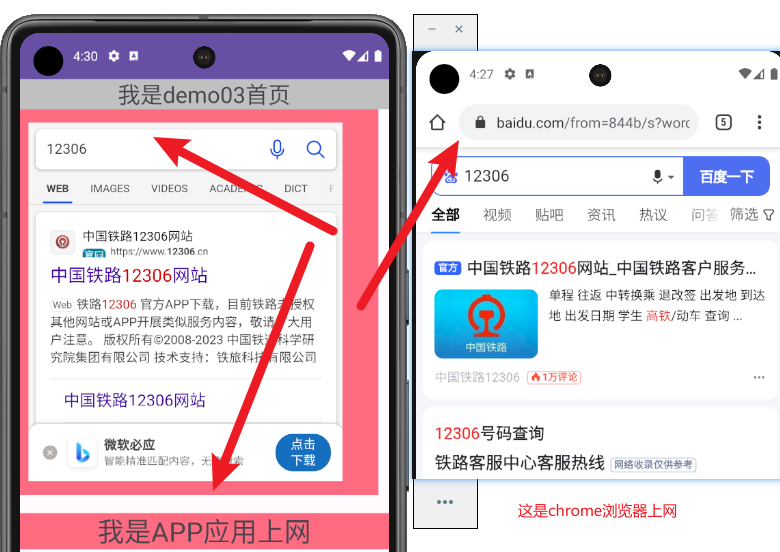 4:30
我是demo03首页
12306
WEB IMAGES VIDEOS DICT
中国铁路12306网站
https://www.12306.cn
中国铁路12306网站
Web 铁路12306 官方APP下载，目前铁路未授权
其他网站或APP开展类似服务内容，敬请广大用
户注意。 版权所有©2008-2023 中国铁道科学研
究院集团有限公司 技术支持：铁旅科技有限公司
中国铁路12306网站
微软必应
智能精准匹配内容，无
点击
下载
我是APP应用上网
4:27
baidu.com/from=844b/s?word
5
12306
百度一下
全部 视频 贴吧 资讯 热议 问答 筛选
官方 中国铁路12306网站_中国铁路客户服务...
中国铁路
单程 往返 中转换乘 退改签 出发地 到达
地 出发日期 学生 高铁/动车 查询 ...
中国铁路12306 1万评论
12306号码查询
铁路客服中心客服热线 网络收录仅供参考
这是chrome浏览器上网